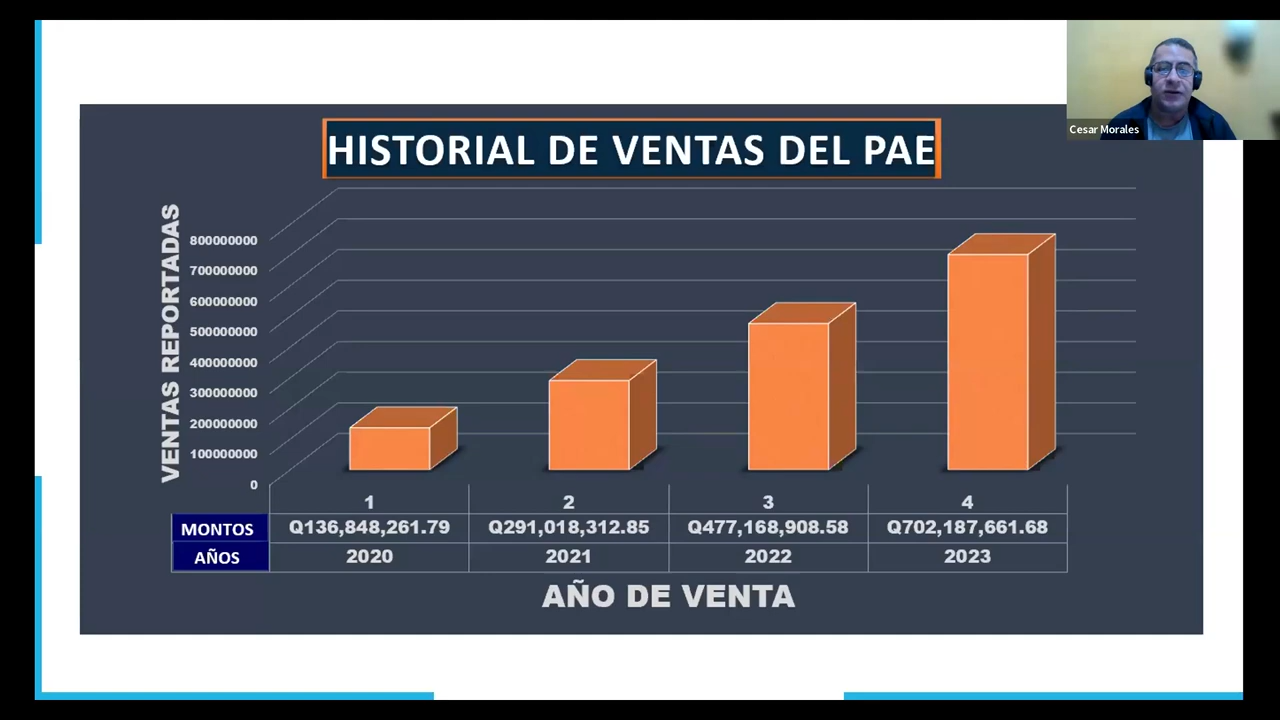 HISTORIAL DE VENTAS DEL PAE
Cesar Morales
VENTAS REPORTADAS
800000000
700000000
600000000
500000000
400000000
300000000
200000000
100000000
0
1 2 3 4
MONTOS Q136,848,261.79 Q291,018,312.85 Q477,168,908.58 Q702,187,661.68
AÑOS 2020 2021 2022 2023
AÑO DE VENTA